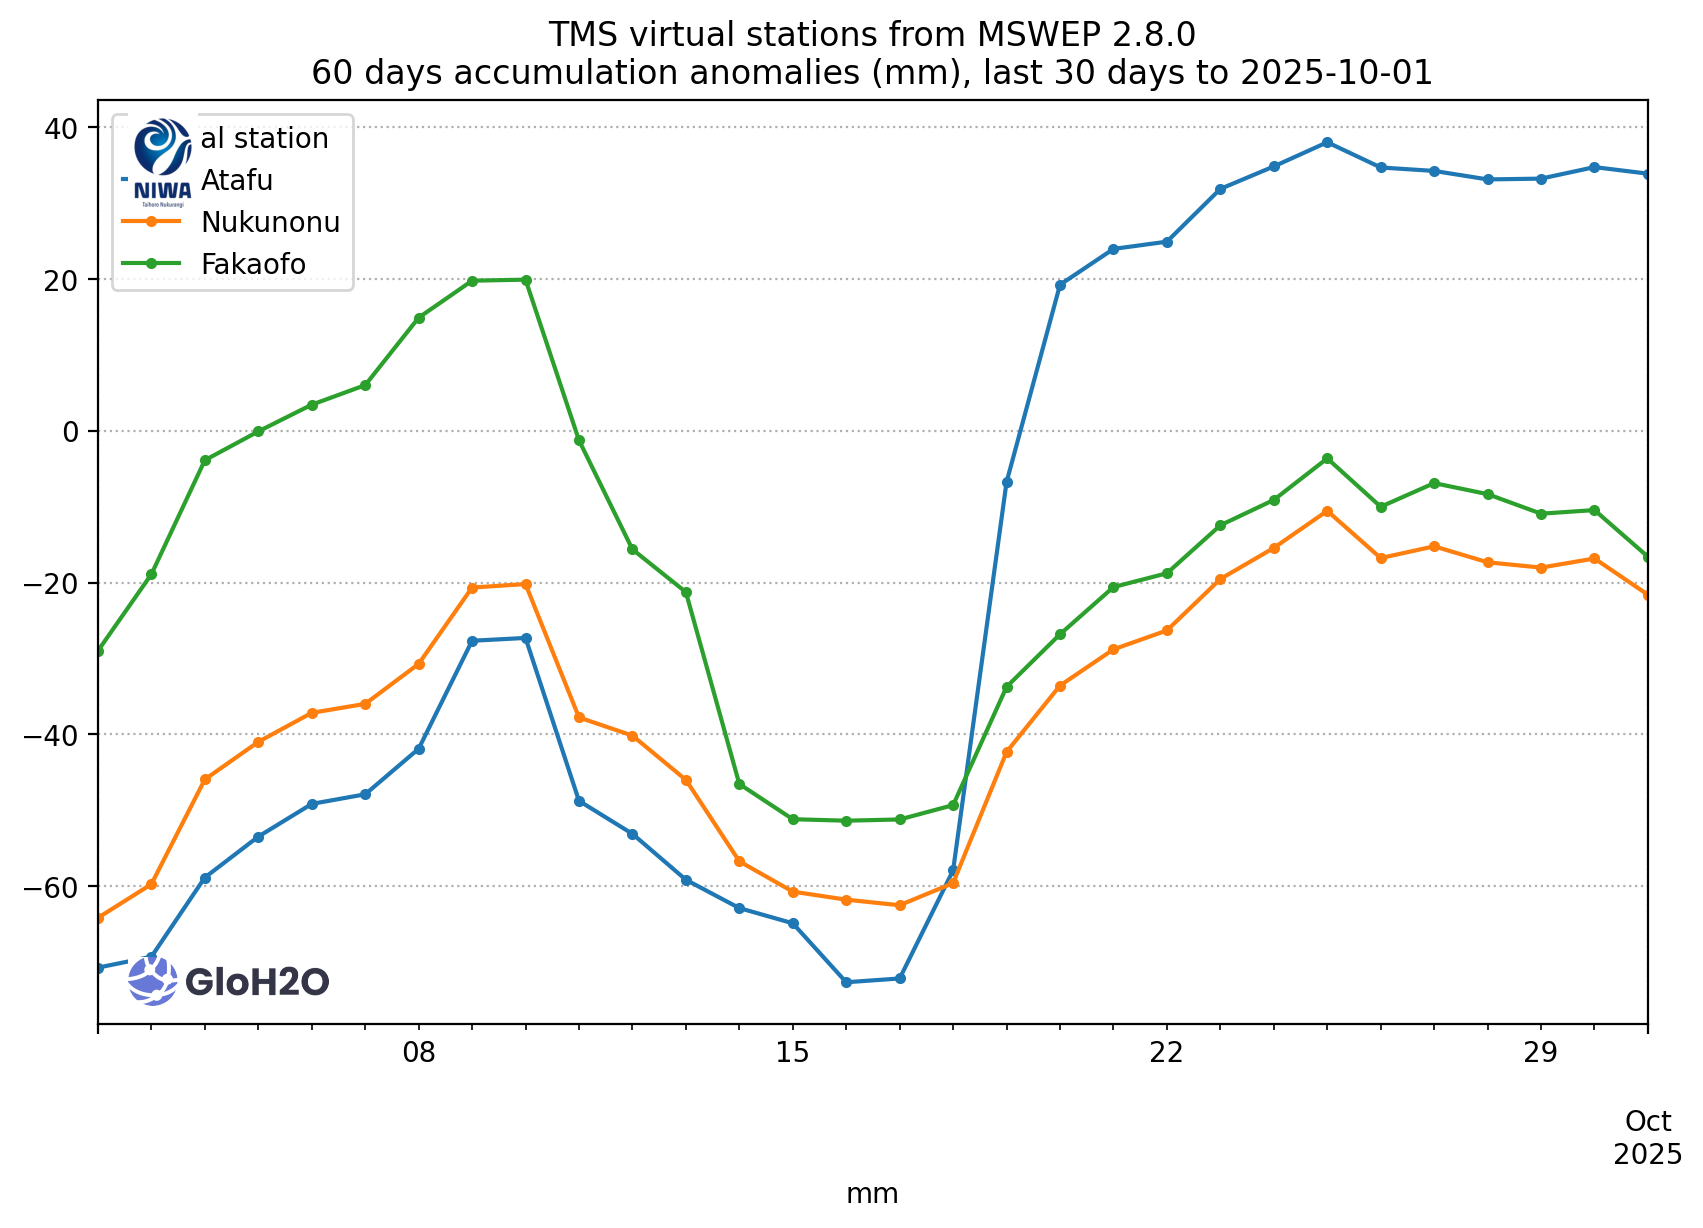 TMS virtual stations from MSWEP 2.8.0
60 days accumulation anomalies (mm), last 30 days to 2025-10-01
40
20
0
−20
−40
−60
al station
Atafu
Nukunonu
Fakaofo
NIWA
Taihoro Nukurangi
GloH2O
08
15
22
29
Oct
2025
mm